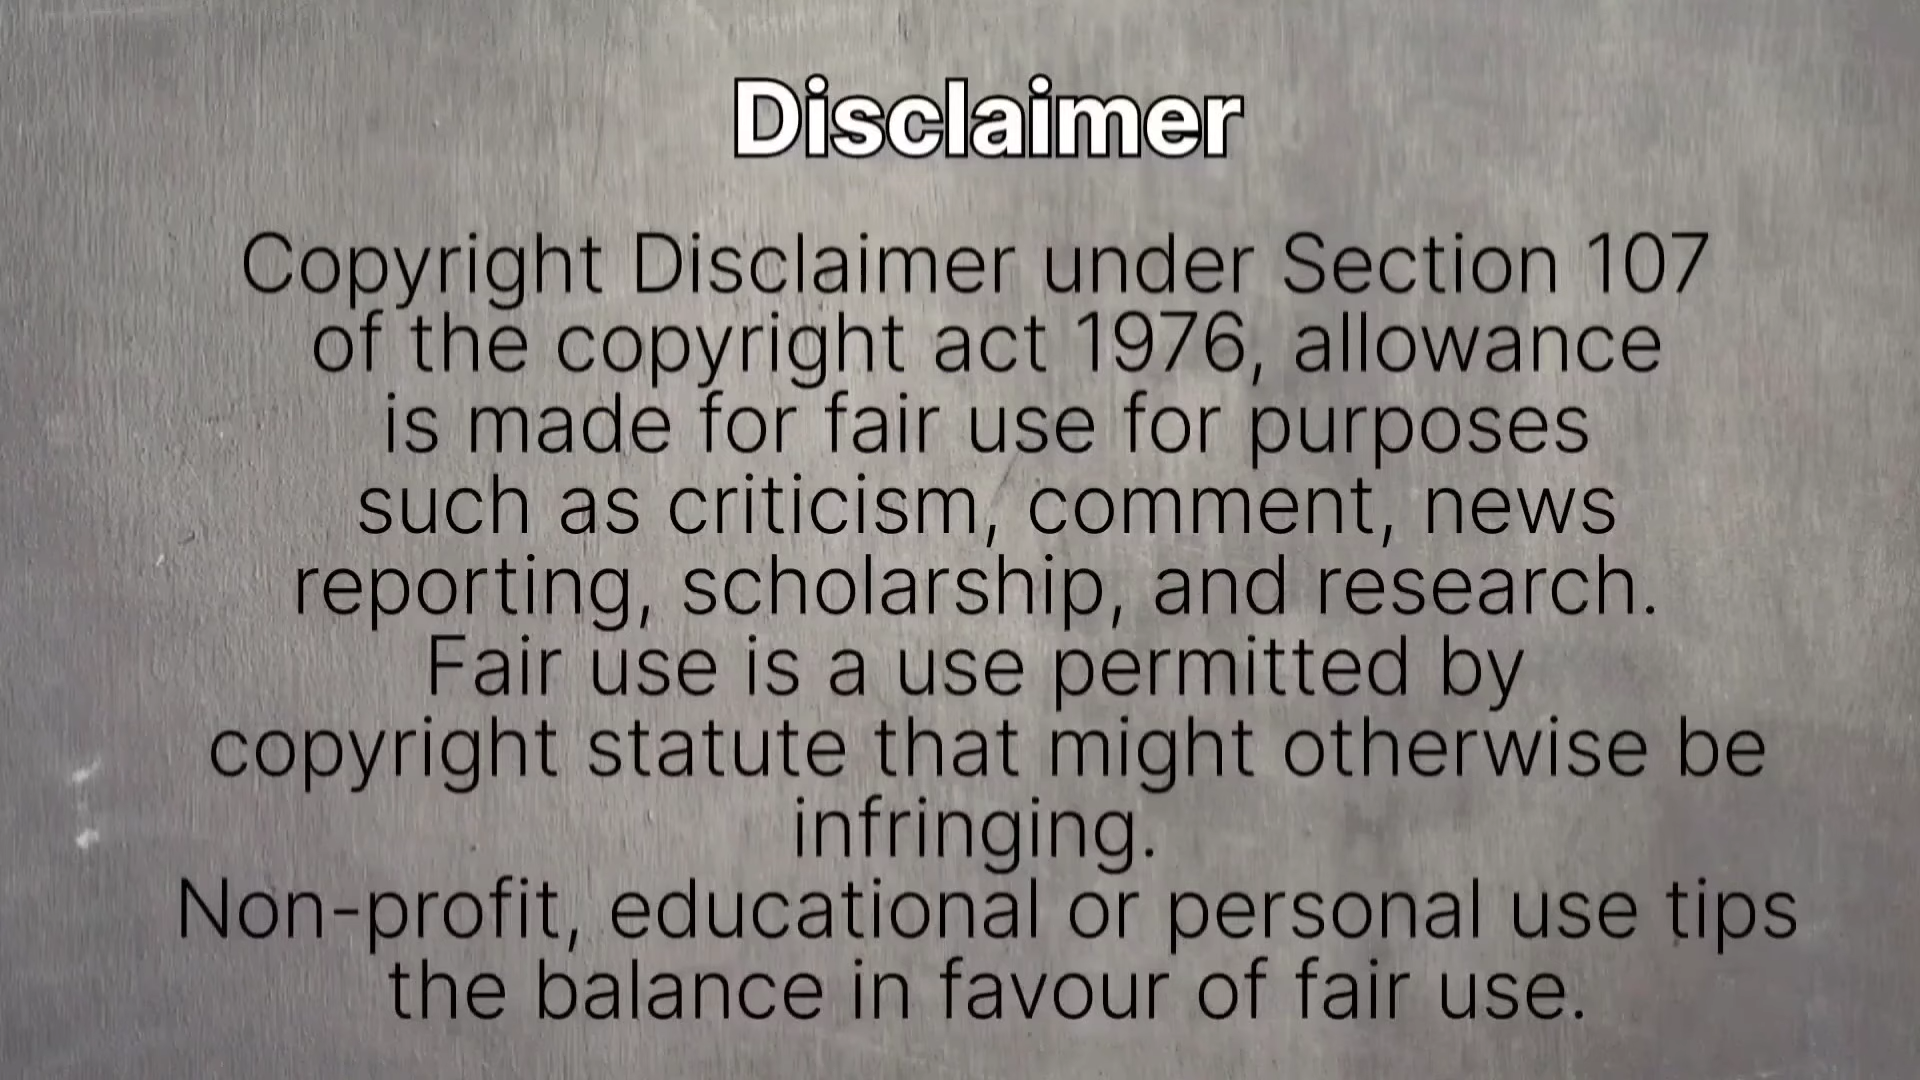 Disclaimer
Copyright Disclaimer under Section 107
of the copyright act 1976, allowance
is made for fair use for purposes
such as criticism, comment, news
reporting, scholarship, and research.
Fair use is a use permitted by
copyright statute that might otherwise be
infringing.
Non-profit, educational or personal use tips
the balance in favour of fair use.